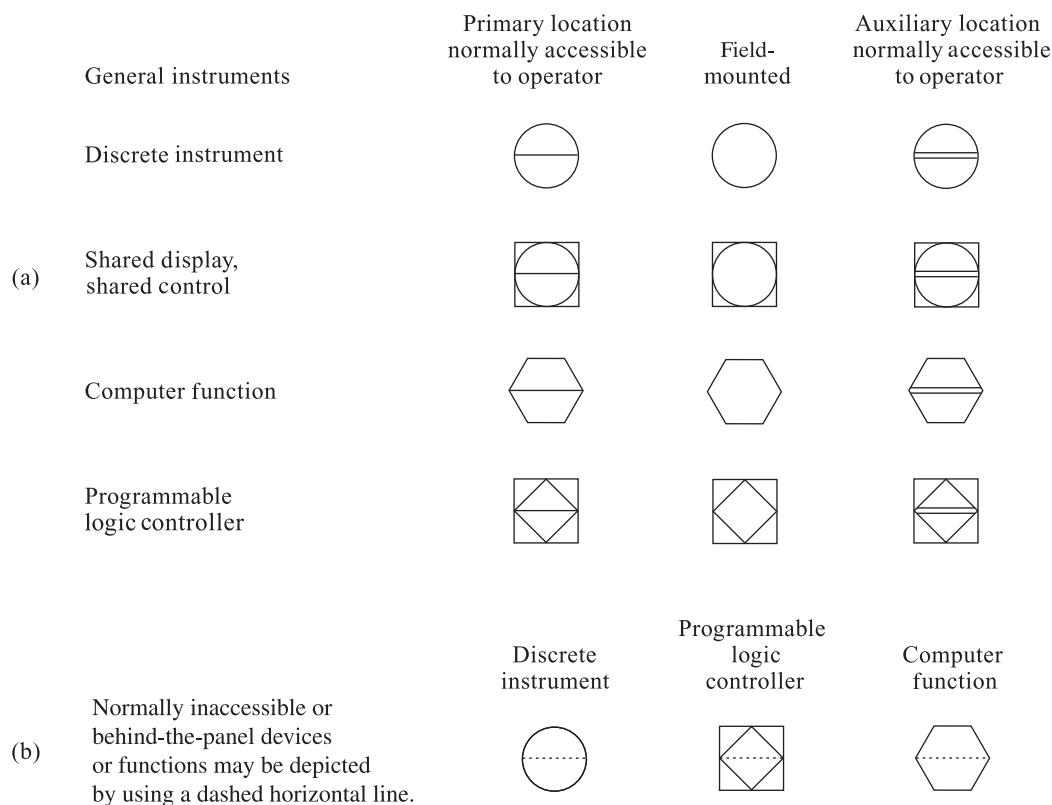 Primary location
normally accessible
to operator
Field-
mounted
Auxiliary location
normally accessible
to operator
General instruments
Discrete instrument
(a)
Shared display,
shared control
Computer function
Programmable
logic controller
Discrete
instrument
Programmable
logic
controller
Computer
function
(b)
Normally inaccessible or
behind-the-panel devices
or functions may be depicted
by using a dashed horizontal line.